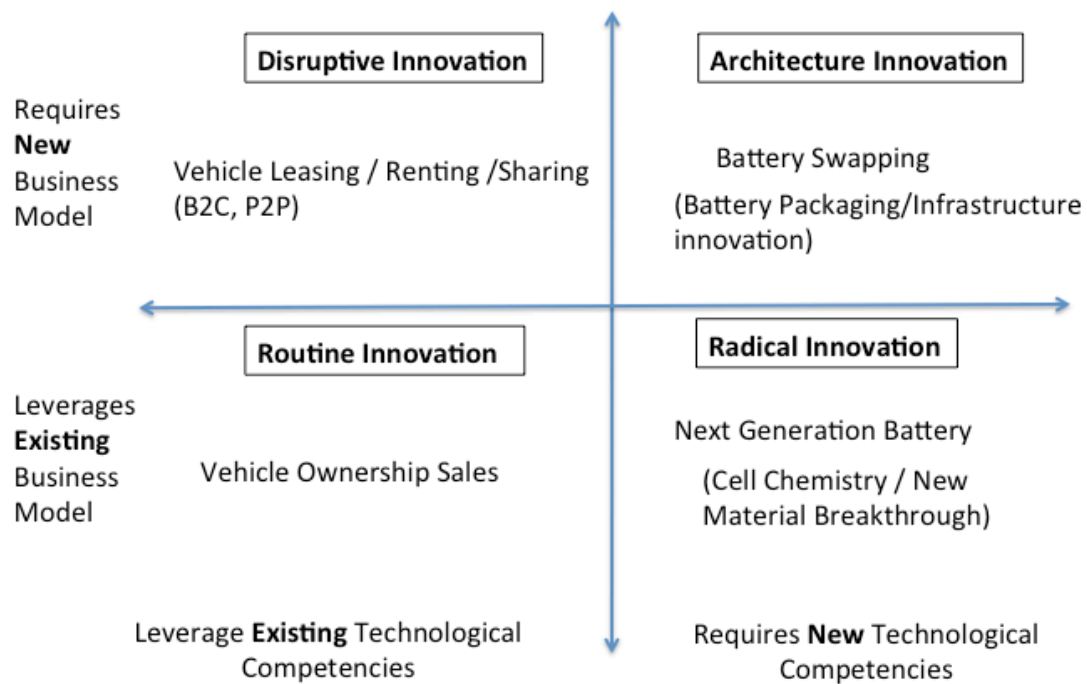 Disruptive Innovation
Architecture Innovation
Requires
New
Business
Model
Vehicle Leasing / Renting /Sharing
(B2C, P2P)
Battery Swapping
(Battery Packaging/Infrastructure
innovation)
Routine Innovation
Radical Innovation
Leverages
Existing
Business
Model
Vehicle Ownership Sales
Next Generation Battery
(Cell Chemistry / New
Material Breakthrough)
Leverage Existing Technological
Competencies
Requires New Technological
Competencies